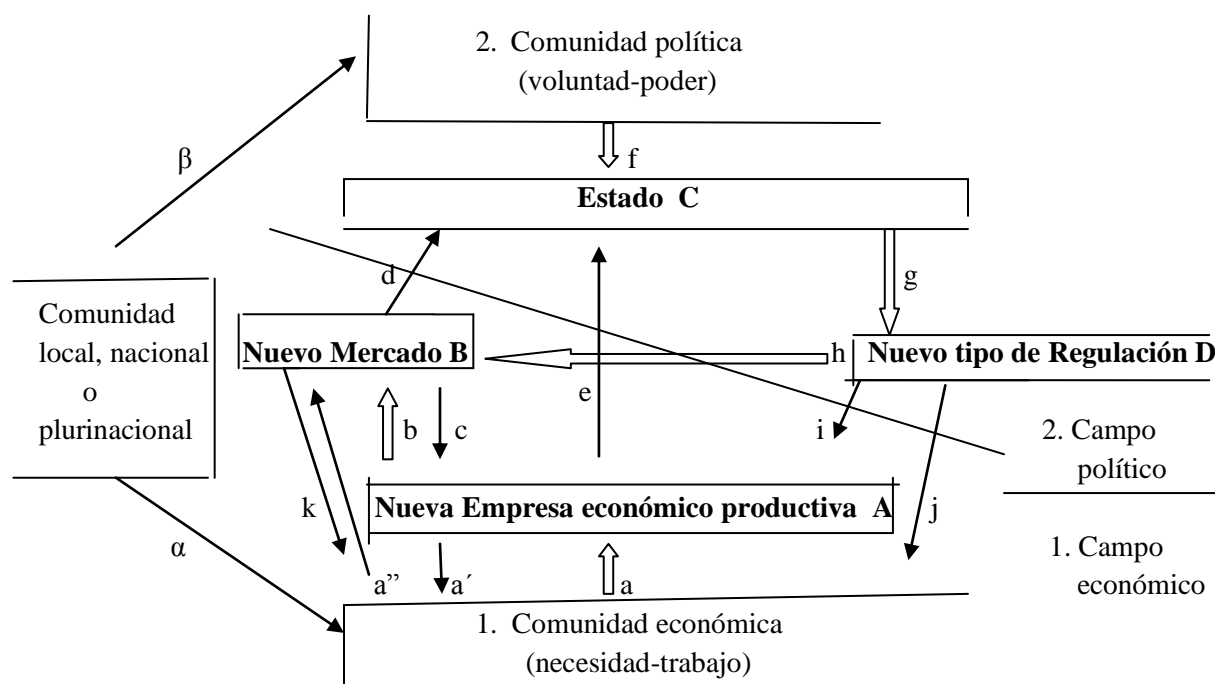 2. Comunidad política
(voluntad-poder)
β
f
Estado C
d
g
Comunidad
local, nacional
o
plurinacional
Nuevo Mercado B
h
Nuevo tipo de Regulación D
e
b
c
i
2. Campo
político
k
Nueva Empresa económico productiva A
j
α
1. Campo
económico
a”
a´
a
1. Comunidad económica
(necesidad-trabajo)